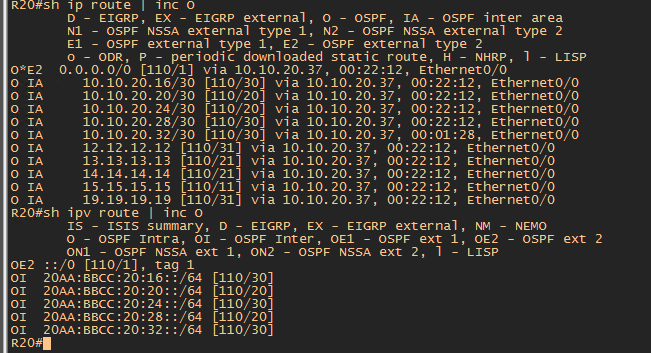 R20#sh ip route | inc O
D - EIGRP, EX - EIGRP external, O - OSPF, IA - OSPF inter area
N1 - OSPF NSSA external type 1, N2 - OSPF NSSA external type 2
E1 - OSPF external type 1, E2 - OSPF external type 2
o - ODR, P - periodic downloaded static route, H - NHRP, l - LISP
O*E2  0.0.0.0/0 [110/1] via 10.10.20.37, 00:22:12, Ethernet0/0
O IA     10.10.20.16/30 [110/30] via 10.10.20.37, 00:22:12, Ethernet0/0
O IA     10.10.20.20/30 [110/20] via 10.10.20.37, 00:22:12, Ethernet0/0
O IA     10.10.20.24/30 [110/30] via 10.10.20.37, 00:22:12, Ethernet0/0
O IA     10.10.20.28/30 [110/20] via 10.10.20.37, 00:22:12, Ethernet0/0
O IA     10.10.20.32/30 [110/30] via 10.10.20.37, 00:01:28, Ethernet0/0
O IA     12.12.12.12 [110/31] via 10.10.20.37, 00:22:12, Ethernet0/0
O IA     13.13.13.13 [110/21] via 10.10.20.37, 00:22:12, Ethernet0/0
O IA     14.14.14.14 [110/21] via 10.10.20.37, 00:22:12, Ethernet0/0
O IA     15.15.15.15 [110/11] via 10.10.20.37, 00:22:12, Ethernet0/0
O IA     19.19.19.19 [110/31] via 10.10.20.37, 00:22:12, Ethernet0/0
R20#sh ipv route | inc O
IS - ISIS summary, D - EIGRP, EX - EIGRP external, NM - NEMO
O - OSPF Intra, OI - OSPF Inter, OE1 - OSPF ext 1, OE2 - OSPF ext 2
ON1 - OSPF NSSA ext 1, ON2 - OSPF NSSA ext 2, l - LISP
OE2 ::/0 [110/1], tag 1
OI  20AA:BBCC:20:16::/64 [110/30]
OI  20AA:BBCC:20:20::/64 [110/20]
OI  20AA:BBCC:20:24::/64 [110/30]
OI  20AA:BBCC:20:28::/64 [110/20]
OI  20AA:BBCC:20:32::/64 [110/30]
R20#